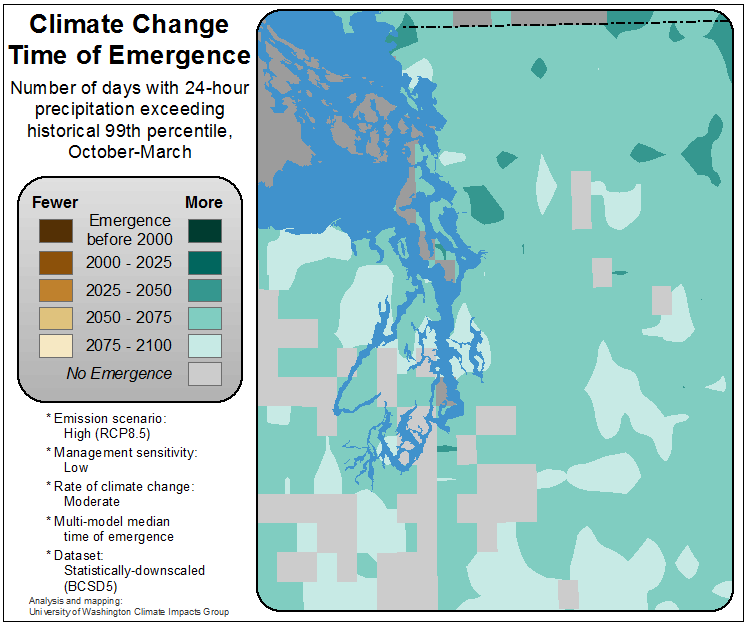 Climate Change
Time of Emergence
Number of days with 24-hour
precipitation exceeding
historical 99th percentile,
October-March
Fewer More
Emergence
before 2000
2000 - 2025
2025 - 2050
2050 - 2075
2075 - 2100
No Emergence
* Emission scenario:
High (RCP8.5)
* Management sensitivity:
Low
* Rate of climate change:
Moderate
* Multi-model median
time of emergence
* Dataset:
Statistically-downscaled
(BCSD5)
Analysis and mapping:
University of Washington Climate Impacts Group